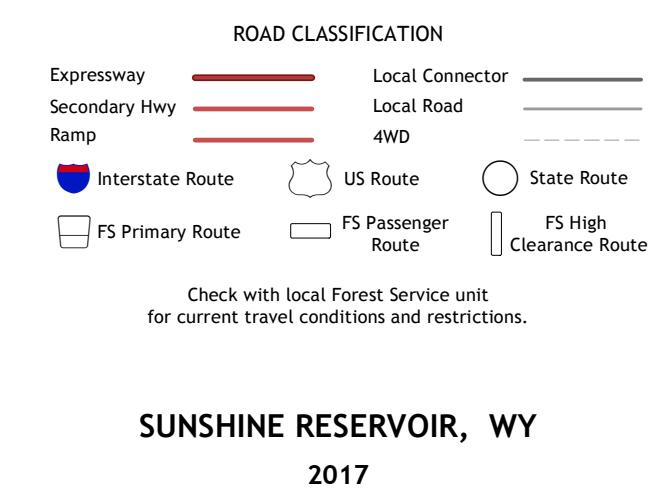 ROAD CLASSIFICATION
Expressway
Local Connector
Secondary Hwy
Local Road
Ramp
4WD
Interstate Route
US Route
State Route
FS Primary Route
FS Passenger
Route
FS High
Clearance Route
Check with local Forest Service unit
for current travel conditions and restrictions.
SUNSHINE RESERVOIR, WY
2017